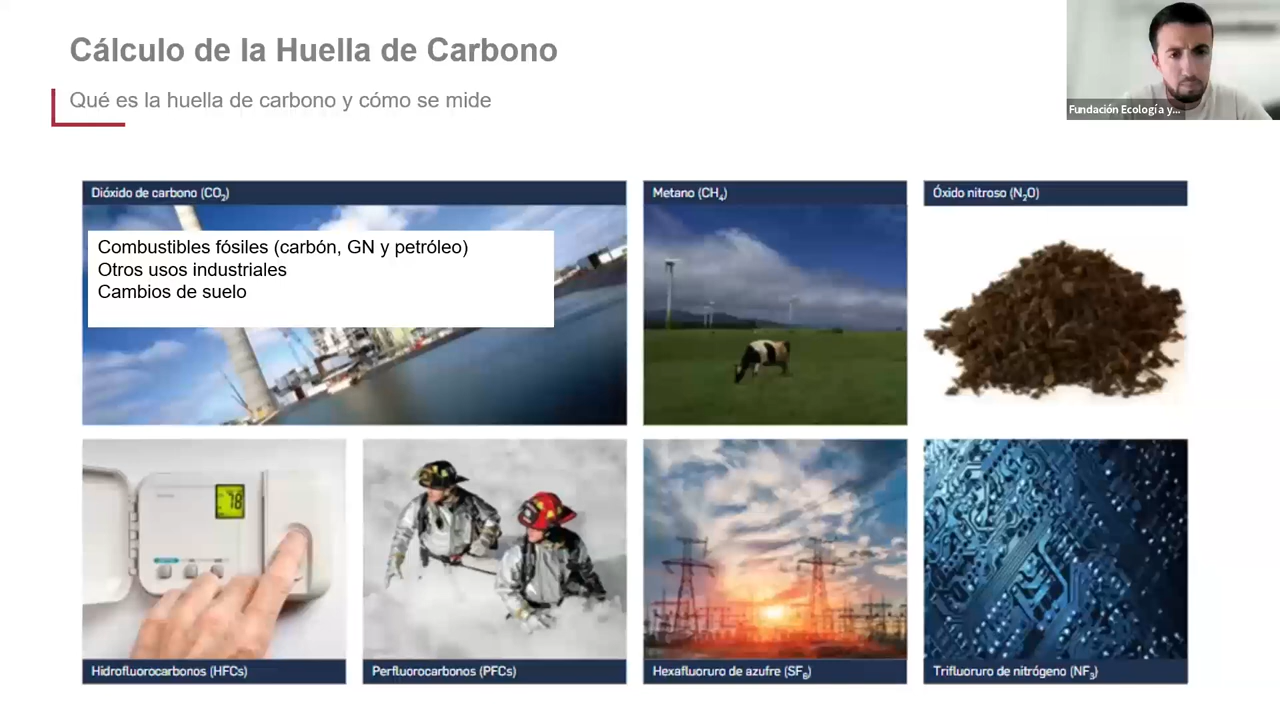 Cálculo de la Huella de Carbono
Qué es la huella de carbono y cómo se mide
Fundación Ecología y...
Dióxido de carbono (CO₂)
Metano (CH₄)
Óxido nitroso (N₂O)
Combustibles fósiles (carbón, GN y petróleo)
Otros usos industriales
Cambios de suelo
78
Hidrofluorocarbonos (HFCs)
Perfluorocarbonos (PFCs)
Hexafluoruro de azufre (SF₆)
Trifluoruro de nitrógeno (NF₃)